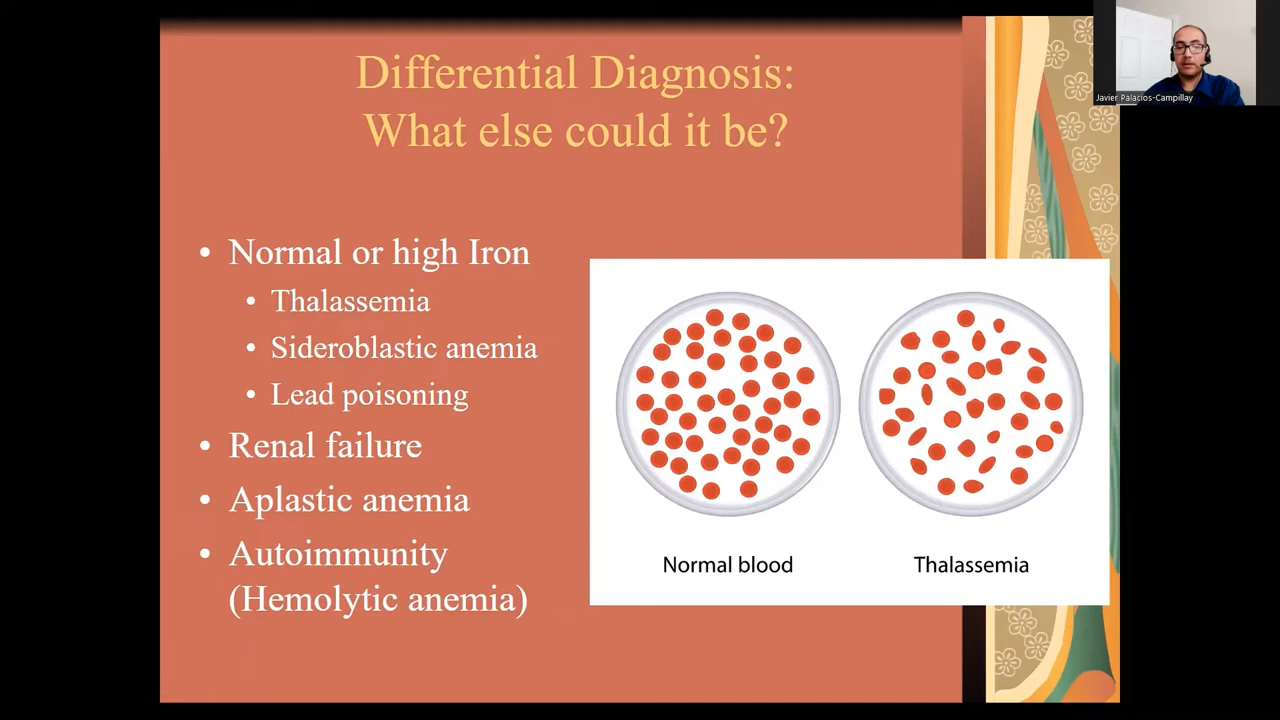 Differential Diagnosis:
What else could it be?
Javier Palacios-Campillay
• Normal or high Iron
• Thalassemia
• Sideroblastic anemia
• Lead poisoning
• Renal failure
• Aplastic anemia
• Autoimmunity
(Hemolytic anemia)
Normal blood
Thalassemia